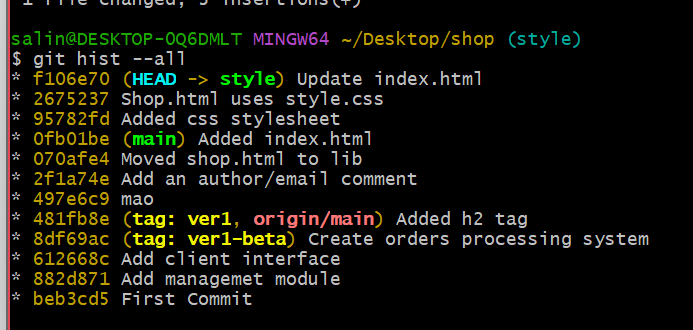 1 file changed, 3 insertions(+)
salin@DESKTOP-OQ6DMLT MINGW64 ~/Desktop/shop (style)
$ git hist --all
* f106e70 (HEAD -> style) Update index.html
* 2675237 Shop.html uses style.css
* 95782fd Added css stylesheet
* 0fb01be (main) Added index.html
* 070afe4 Moved shop.html to lib
* 2f1a74e Add an author/email comment
* 497e6c9 mao
* 481fb8e (tag: ver1, origin/main) Added h2 tag
* 8df69ac (tag: ver1-beta) Create orders processing system
* 612668c Add client interface
* 882d871 Add managemet module
* beb3cd5 First Commit